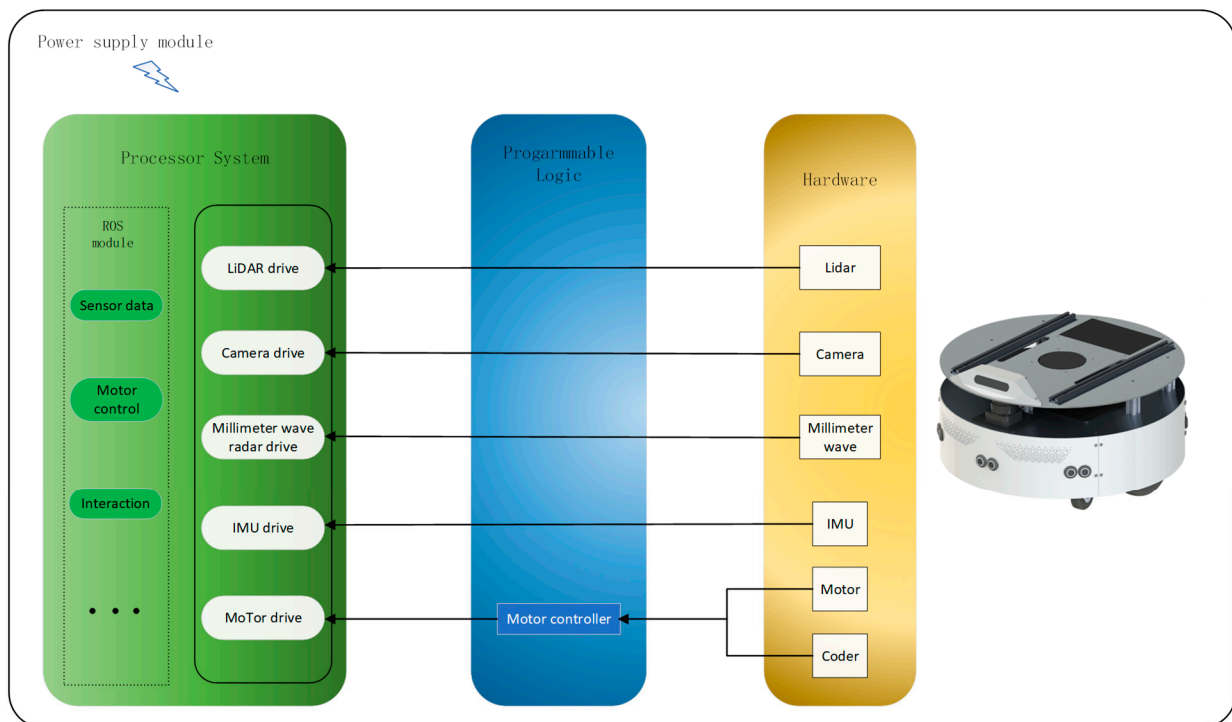 Power supply module
Processor System
ROS
module
Sensor data
Motor
control
Interaction
• • •
LiDAR drive
Camera drive
Millimeter wave
radar drive
IMU drive
MoTor drive
Progarmmable
Logic
Motor controller
Hardware
Lidar
Camera
Millimeter
wave
IMU
Motor
Coder